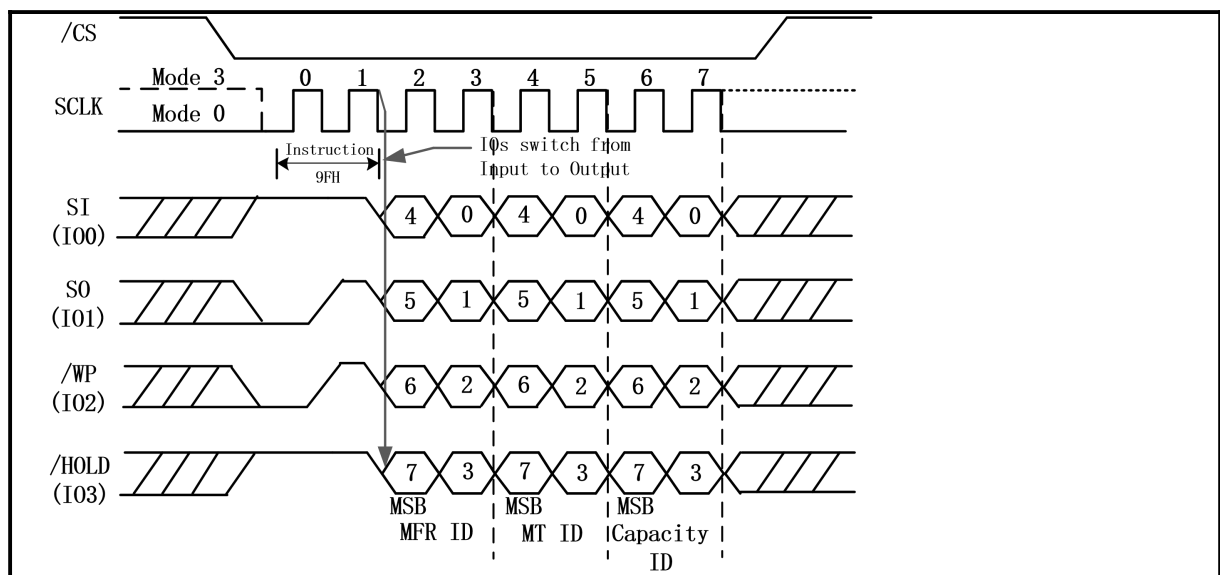 /CS
Mode 3
SCLK
Mode 0
0 1 2 3 4 5 6 7
Instruction
9FH
IOs switch from
Input to Output
SI
(IO0)
4 0 4 0 4 0
SO
(IO1)
5 1 5 1 5 1
/WP
(IO2)
6 2 6 2 6 2
/HOLD
(IO3)
7 3 7 3 7 3
MSB MSB MSB
MFR ID MT ID Capacity
ID